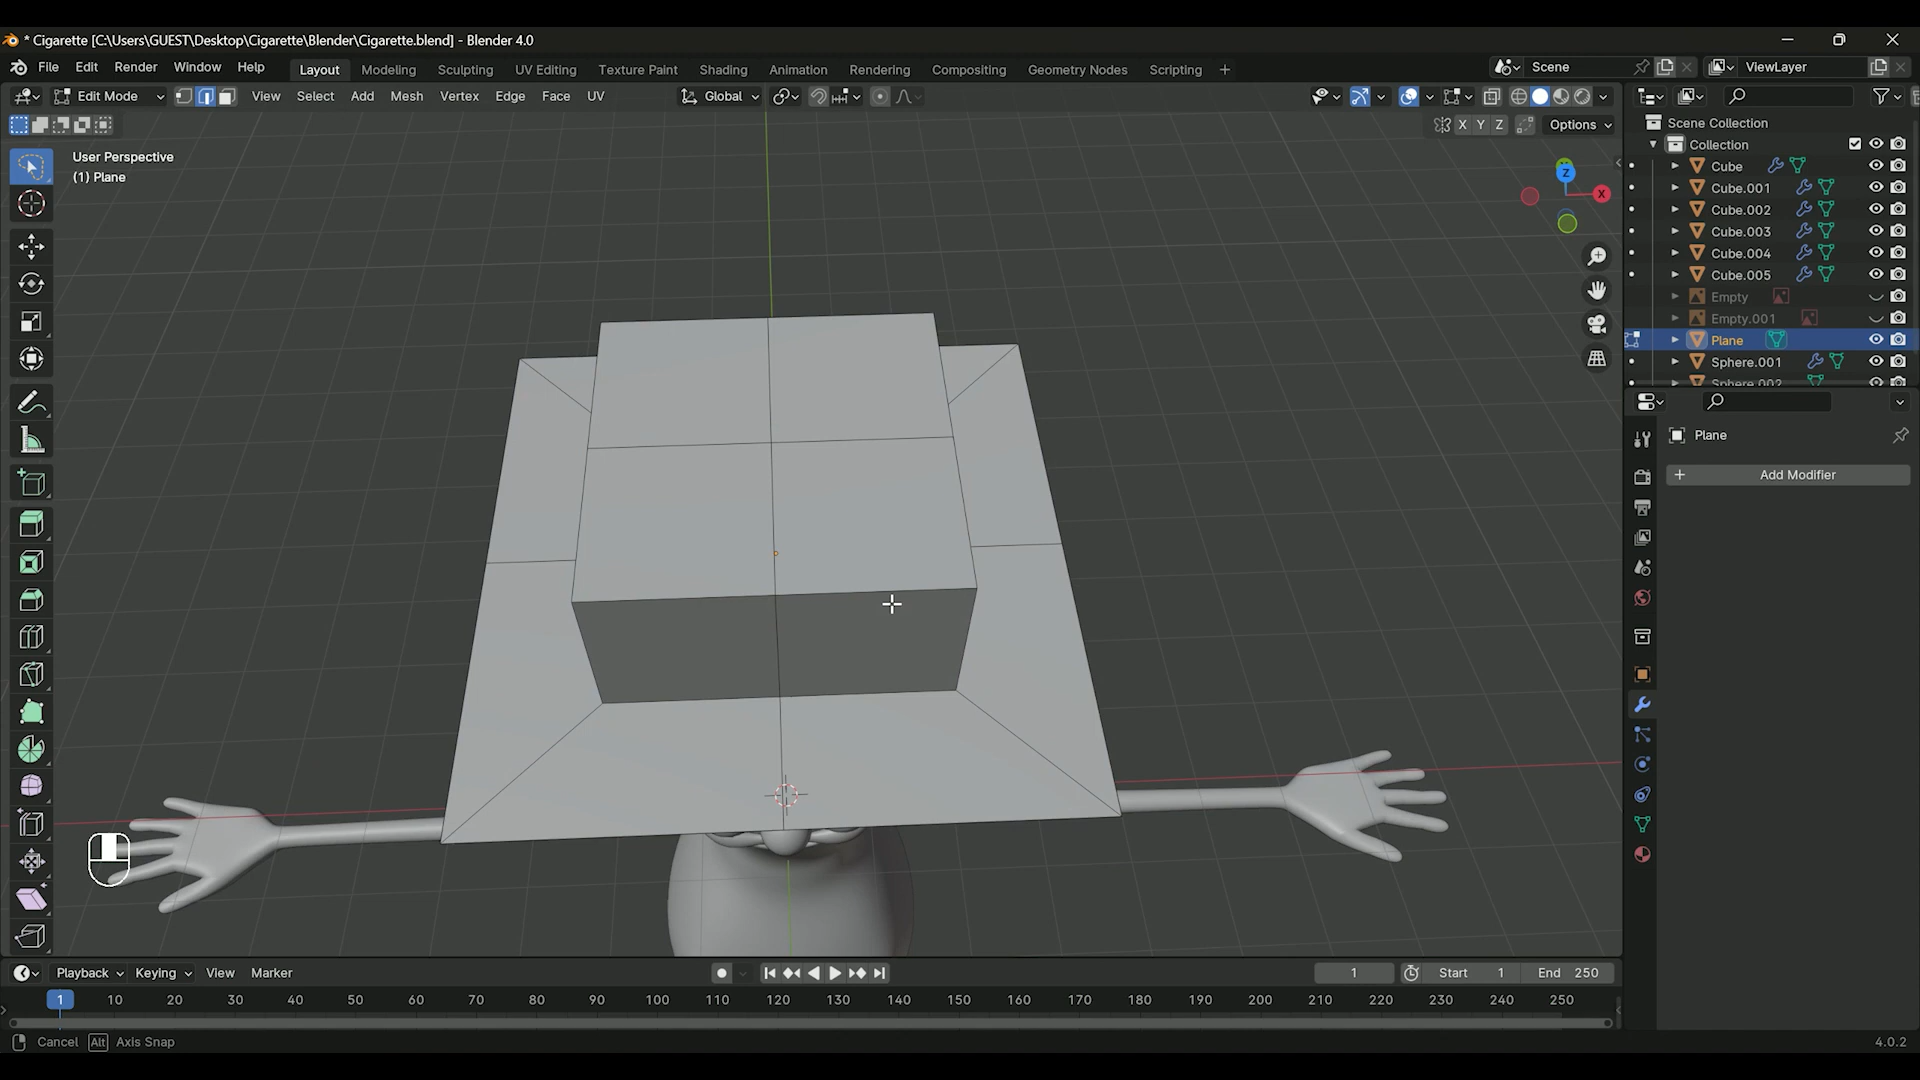 * Cigarette [C:\Users\GUEST\Desktop\Cigarette\Blender\Cigarette.blend] - Blender 4.0
File Edit Render Window Help Layout Modeling Sculpting UV Editing Texture Paint Shading Animation Rendering Compositing Geometry Nodes Scripting + Scene ViewLayer
Edit Mode View Select Add Mesh Vertex Edge Face UV Global
X Y Z Options
User Perspective
(1) Plane
Z
X
Scene Collection
Collection
Cube
Cube.001
Cube.002
Cube.003
Cube.004
Cube.005
Empty
Empty.001
Plane
Sphere.001
Sphere.002
Plane
+ Add Modifier
Playback Keying View Marker 1 Start 1 End 250
1 10 20 30 40 50 60 70 80 90 100 110 120 130 140 150 160 170 180 190 200 210 220 230 240 250
Cancel Alt Axis Snap 4.0.2